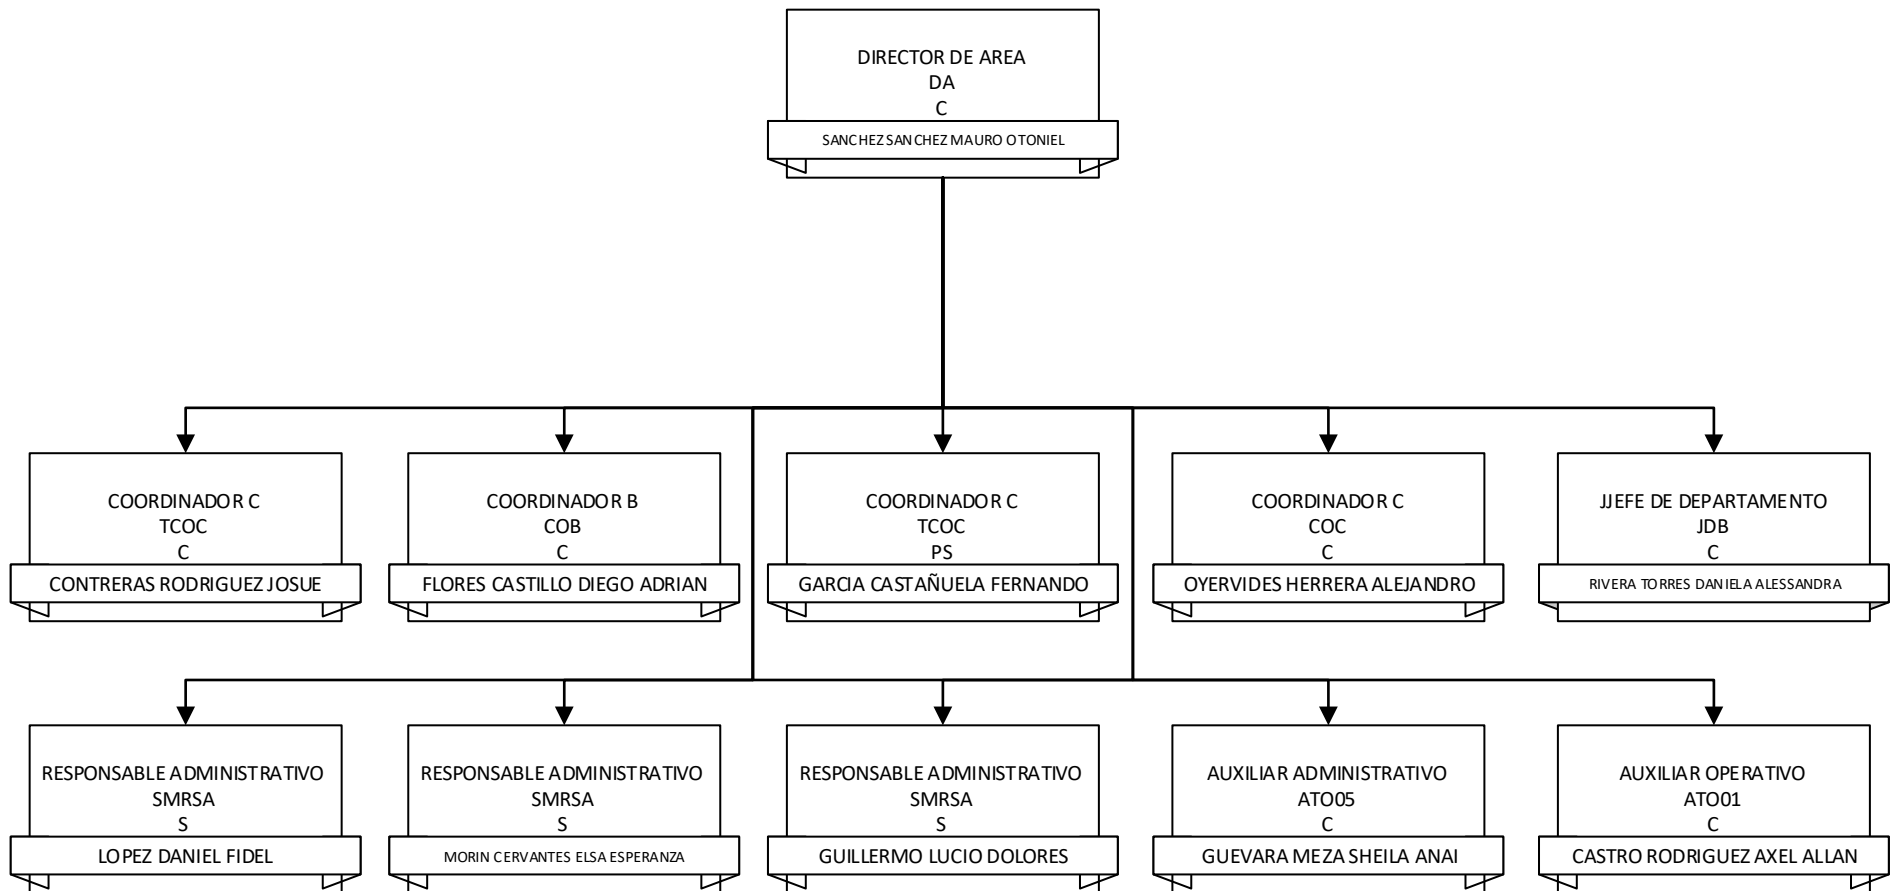 DIRECTOR DE AREA
DA
C
SANCHEZ SANCHEZ MAURO OTONIEL
COORDINADOR C
TCOC
C
CONTRERAS RODRIGUEZ JOSUE
COORDINADOR B
COB
C
FLORES CASTILLO DIEGO ADRIAN
COORDINADOR C
TCOC
PS
GARCIA CASTAÑUELA FERNANDO
COORDINADOR C
COC
C
OYERVIDES HERRERA ALEJANDRO
JJEFE DE DEPARTAMENTO
JDB
C
RIVERA TORRES DANIELA ALESSANDRA
RESPONSABLE ADMINISTRATIVO
SMRSA
S
LOPEZ DANIEL FIDEL
RESPONSABLE ADMINISTRATIVO
SMRSA
S
MORIN CERVANTES ELSA ESPERANZA
RESPONSABLE ADMINISTRATIVO
SMRSA
S
GUILLERMO LUCIO DOLORES
AUXILIAR ADMINISTRATIVO
ATO05
C
GUEVARA MEZA SHEILA ANAI
AUXILIAR OPERATIVO
ATO01
C
CASTRO RODRIGUEZ AXEL ALLAN